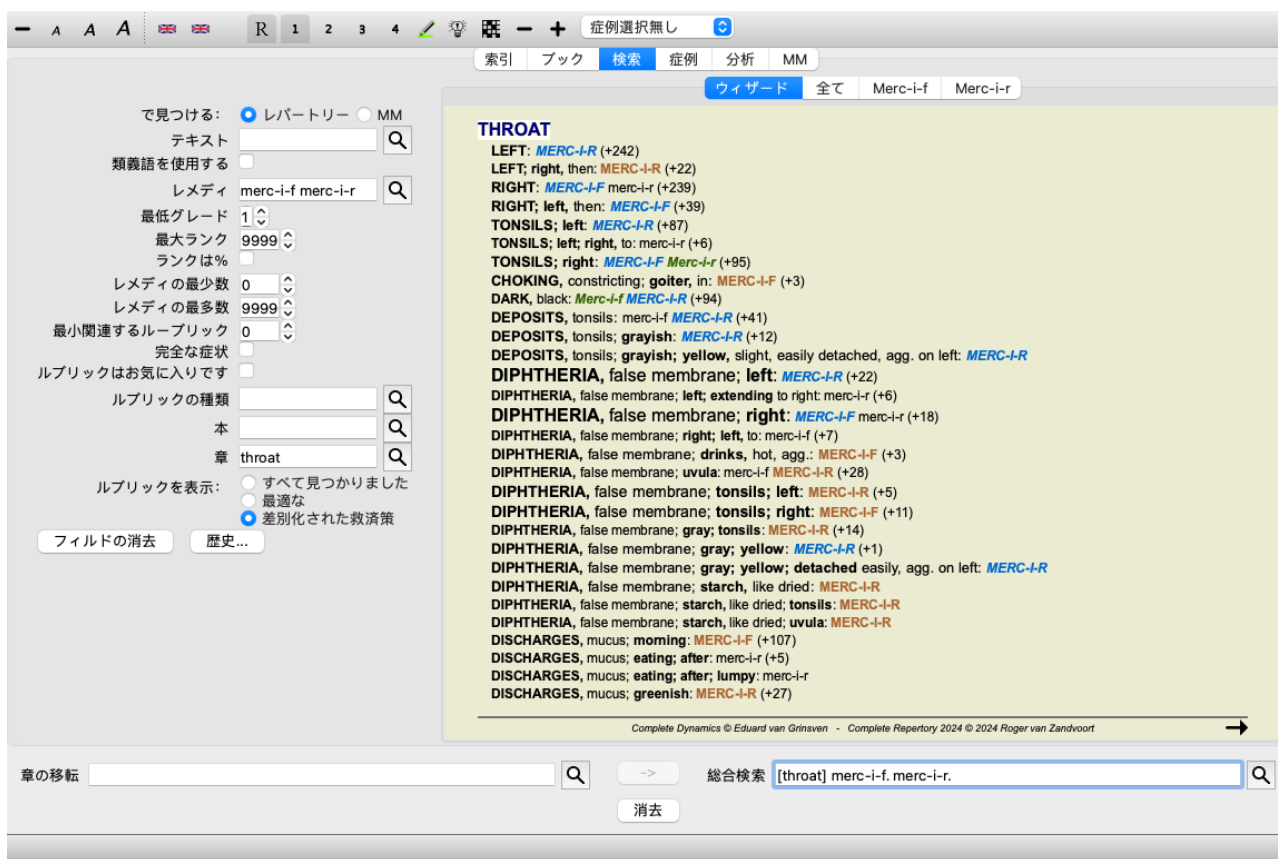 A A A R 1 2 3 4 症例選択無し
索引 ブック 検索 症例 分析 MM
ウィザード 全て Merc-i-f Merc-i-r
で見つける: レパートリー MM
テキスト
類義語を使用する
レメディ merc-i-f merc-i-r
最低グレード 1
最大ランク 9999
ランクは%
レメディの最少数 0
レメディの最多数 9999
最小関連するルーブリック 0
完全な症状
ルブリックはお気に入りです
ルブリックの種類
本
章 throat
ルブリックを表示: すべて見つかりました
最適な
差別化された救済策
フィルドの消去 歴史...
THROAT
LEFT: MERC-I-R (+242)
LEFT; right, then: MERC-I-R (+22)
RIGHT: MERC-I-F merc-i-r (+239)
RIGHT; left, then: MERC-I-F (+39)
TONSILS; left: MERC-I-R (+87)
TONSILS; left; right, to: merc-i-r (+6)
TONSILS; right: MERC-I-F Merc-i-r (+95)
CHOKING, constricting; goiter, in: MERC-I-F (+3)
DARK, black: Merc-i-f MERC-I-R (+94)
DEPOSITS, tonsils: merc-i-f MERC-I-R (+41)
DEPOSITS, tonsils; grayish: MERC-I-R (+12)
DEPOSITS, tonsils; grayish; yellow, slight, easily detached, agg. on left: MERC-I-R
DIPHTHERIA, false membrane; left: MERC-I-R (+22)
DIPHTHERIA, false membrane; left; extending to right: merc-i-r (+6)
DIPHTHERIA, false membrane; right: MERC-I-F merc-i-r (+18)
DIPHTHERIA, false membrane; right; left, to: merc-i-f (+7)
DIPHTHERIA, false membrane; drinks, hot, agg.: MERC-I-F (+3)
DIPHTHERIA, false membrane; uvula: merc-i-f MERC-I-R (+28)
DIPHTHERIA, false membrane; tonsils; left: MERC-I-R (+5)
DIPHTHERIA, false membrane; tonsils; right: MERC-I-F (+11)
DIPHTHERIA, false membrane; gray; tonsils: MERC-I-R (+14)
DIPHTHERIA, false membrane; gray; yellow: MERC-I-R (+1)
DIPHTHERIA, false membrane; gray; yellow; detached easily, agg. on left: MERC-I-R
DIPHTHERIA, false membrane; starch, like dried: MERC-I-R
DIPHTHERIA, false membrane; starch, like dried; tonsils: MERC-I-R
DIPHTHERIA, false membrane; starch, like dried; uvula: MERC-I-R
DISCHARGES, mucus; morning: MERC-I-F (+107)
DISCHARGES, mucus; eating; after: merc-i-r (+5)
DISCHARGES, mucus; eating; after; lumpy: merc-i-r
DISCHARGES, mucus; greenish: MERC-I-R (+27)
Complete Dynamics © Eduard van Grinsven - Complete Repertory 2024 © 2024 Roger van Zandvoort
章の移転 -> 総合検索 [throat] merc-i-f. merc-i-r.
消去